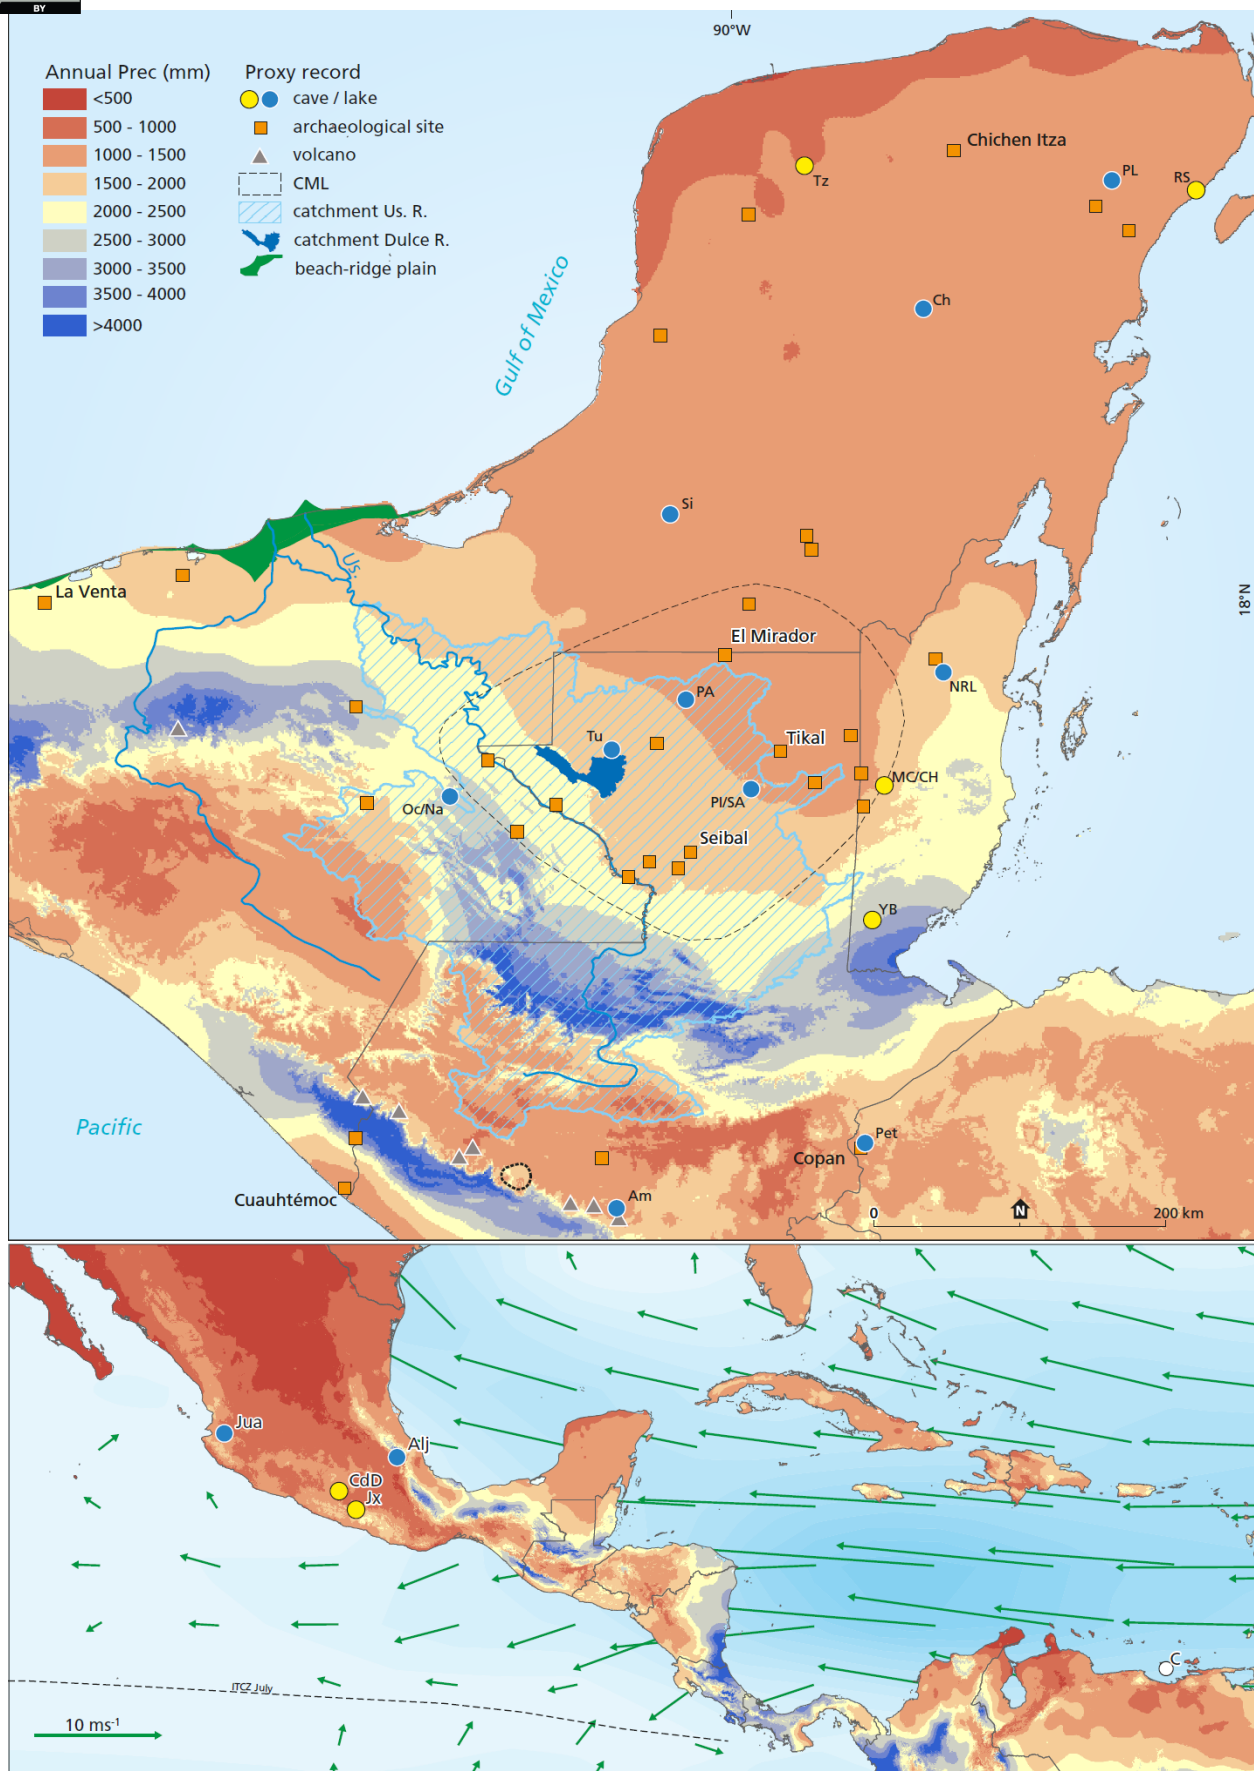 BY
90°W
Annual Prec (mm)
<500
500 - 1000
1000 - 1500
1500 - 2000
2000 - 2500
2500 - 3000
3000 - 3500
3500 - 4000
>4000
Proxy record
cave / lake
archaeological site
volcano
CML
catchment Us. R.
catchment Dulce R.
beach-ridge plain
Chichen Itza
Tz
PL
RS
Gulf of Mexico
Ch
Si
Us.
La Venta
18°N
El Mirador
PA
NRL
Tu
Tikal
MC/CH
Oc/Na
PI/SA
Seibal
YB
Pacific
Pet
Copan
Cuauhtémoc
Am
0
N
200 km
Jua
Alj
CdD
Jx
C
ITCZ July
10 ms-1